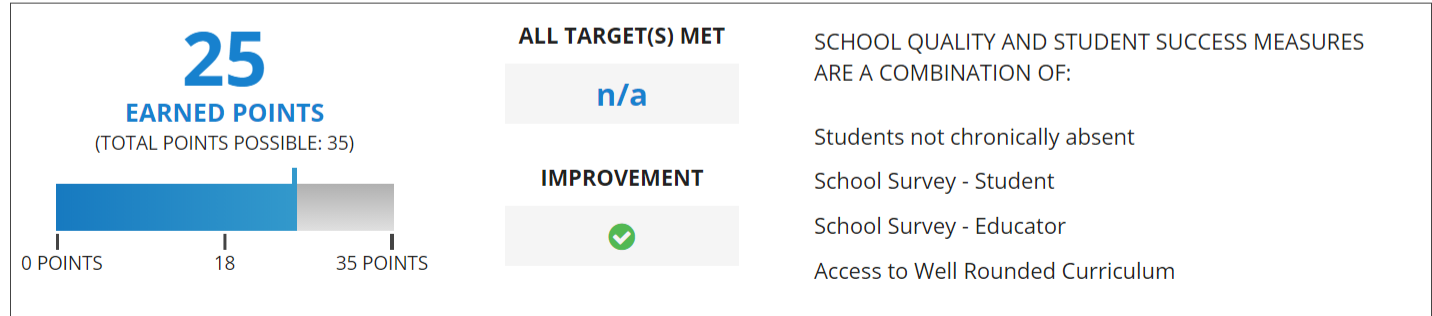 25
EARNED POINTS
(TOTAL POINTS POSSIBLE: 35)
0 POINTS
18
35 POINTS
ALL TARGET(S) MET
n/a
IMPROVEMENT
SCHOOL QUALITY AND STUDENT SUCCESS MEASURES
ARE A COMBINATION OF:
Students not chronically absent
School Survey - Student
School Survey - Educator
Access to Well Rounded Curriculum